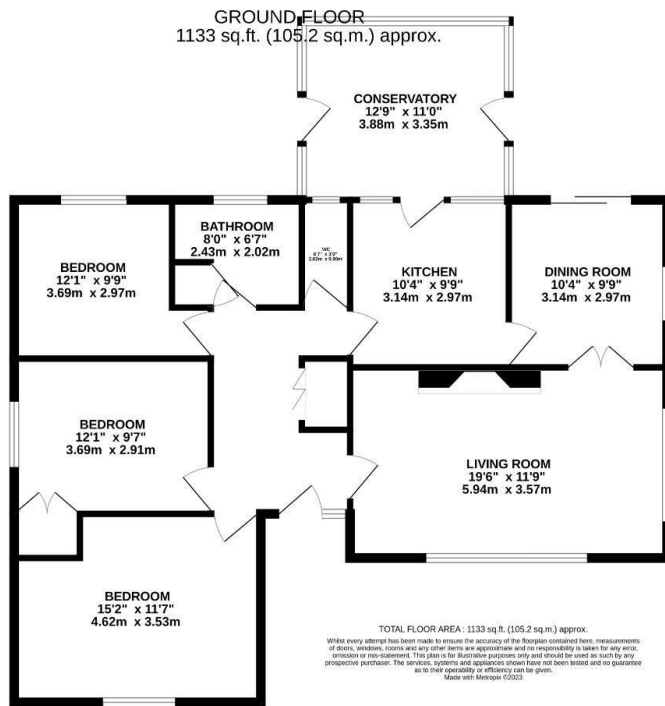 GROUND FLOOR
1133 sq.ft. (105.2 sq.m.) approx.
CONSERVATORY
12'9" x 11'0"
3.88m x 3.35m
BATHROOM
8'0" x 6'7"
2.43m x 2.02m
WC
BEDROOM
12'1" x 9'9"
3.69m x 2.97m
KITCHEN
10'4" x 9'9"
3.14m x 2.97m
DINING ROOM
10'4" x 9'9"
3.14m x 2.97m
BEDROOM
12'1" x 9'7"
3.69m x 2.91m
LIVING ROOM
19'6" x 11'9"
5.94m x 3.57m
BEDROOM
15'2" x 11'7"
4.62m x 3.53m
TOTAL FLOOR AREA : 1133 sq.ft. (105.2 sq.m.) approx.
Whilst every attempt has been made to ensure the accuracy of the floorplan contained here, measurements
of doors, windows, rooms and any other items are approximate and no responsibility is taken for any error,
omission or mis-statement. This plan is for illustrative purposes only and should be used as such by any
prospective purchaser. The services, systems and appliances shown have not been tested and no guarantee
as to their operability or efficiency can be given.
Made with Metropix ©2023